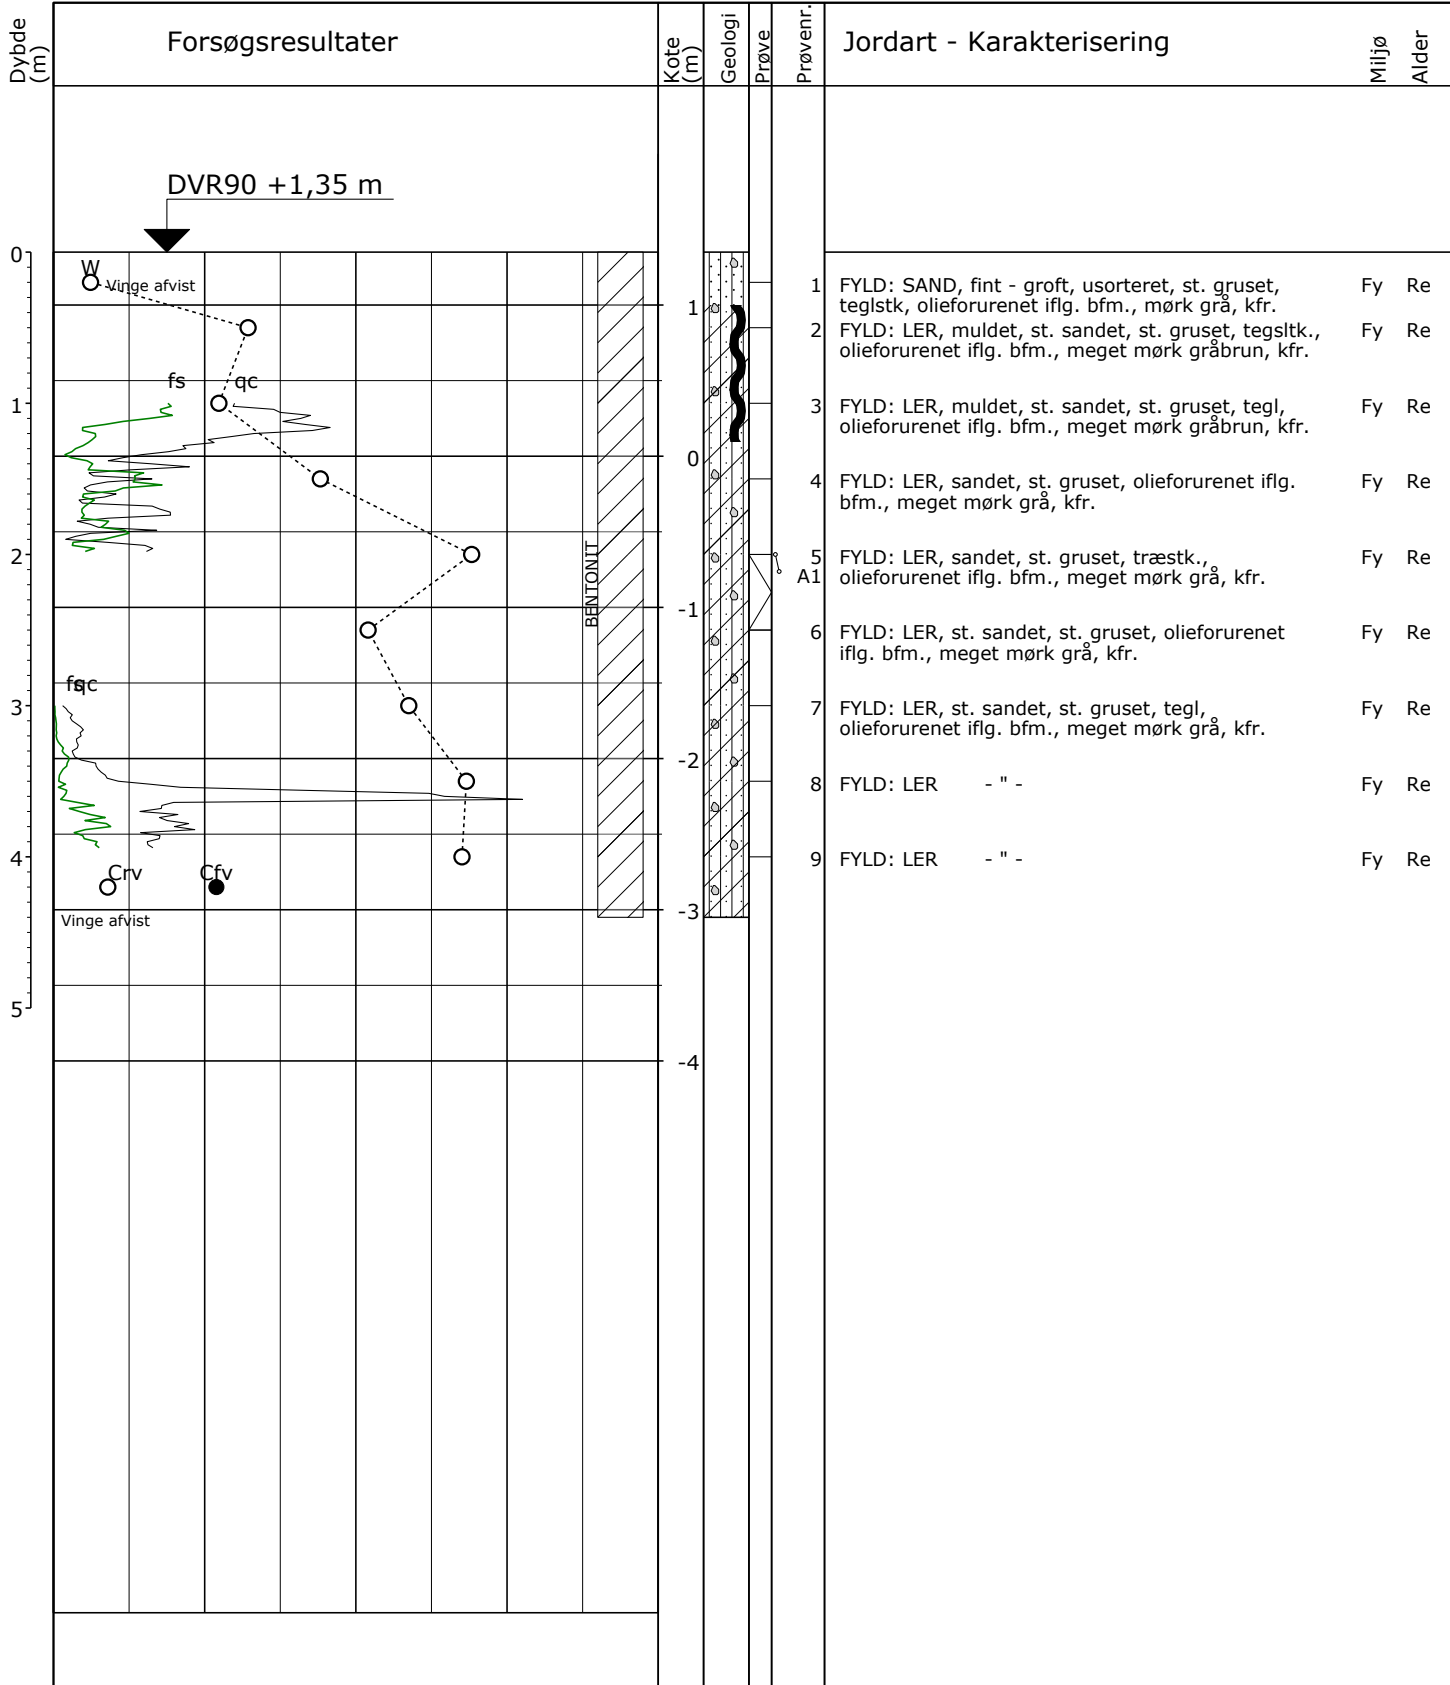 Dybde (m)
Forsøgsresultater
Kote (m)
Geologi
Prøve
Prøvenr.
Jordart - Karakterisering
Miljø
Alder
DVR90 +1,35 m
0
W
Vinge afvist
1
1 FYLD: SAND, fint - groft, usorteret, st. gruset, Fy Re
teglstk, olieforurenet iflg. bfm., mørk grå, kfr.
2 FYLD: LER, muldet, st. sandet, st. gruset, tegsltk., Fy Re
olieforurenet iflg. bfm., meget mørk gråbrun, kfr.
fs qc
1
3 FYLD: LER, muldet, st. sandet, st. gruset, tegl, Fy Re
olieforurenet iflg. bfm., meget mørk gråbrun, kfr.
0
4 FYLD: LER, sandet, st. gruset, olieforurenet iflg. Fy Re
bfm., meget mørk grå, kfr.
2
BENTONIT
5 FYLD: LER, sandet, st. gruset, træstk., Fy Re
A1 olieforurenet iflg. bfm., meget mørk grå, kfr.
-1
6 FYLD: LER, st. sandet, st. gruset, olieforurenet Fy Re
iflg. bfm., meget mørk grå, kfr.
fs qc
3
7 FYLD: LER, st. sandet, st. gruset, tegl, Fy Re
olieforurenet iflg. bfm., meget mørk grå, kfr.
-2
8 FYLD: LER - " - Fy Re
4
9 FYLD: LER - " - Fy Re
Crv Cfv
-3
Vinge afvist
5
-4